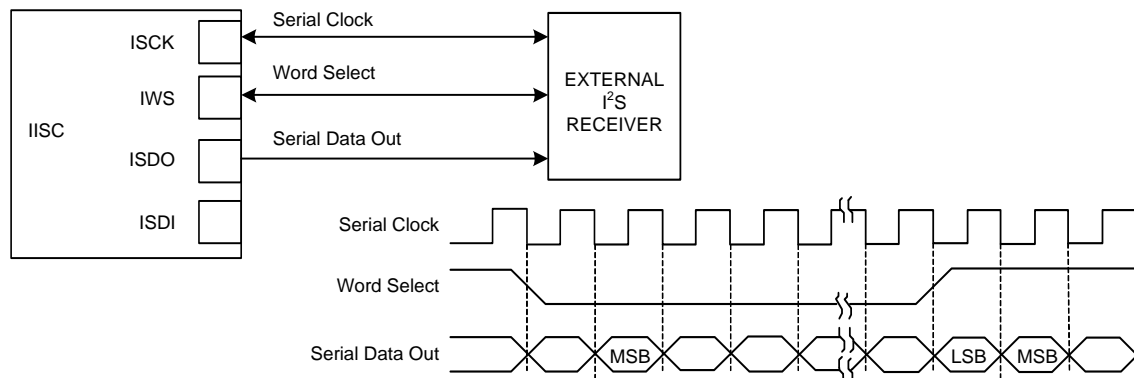 Serial Clock
ISCK
Word Select
IWS
EXTERNAL
I²S
RECEIVER
IISC
Serial Data Out
ISDO
ISDI
Serial Clock
Word Select
Serial Data Out
MSB
LSB
MSB